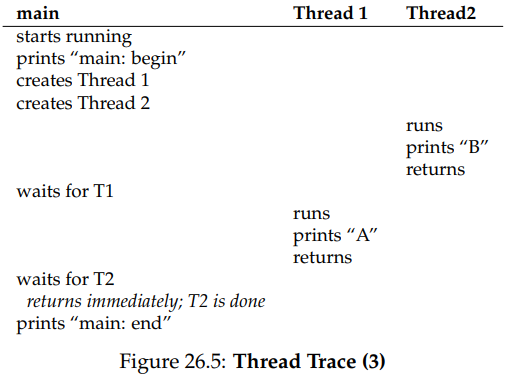 main Thread 1 Thread2
starts running
prints “main: begin”
creates Thread 1
creates Thread 2
runs
prints “B”
returns
waits for T1
runs
prints “A”
returns
waits for T2
returns immediately; T2 is done
prints “main: end”
Figure 26.5: Thread Trace (3)